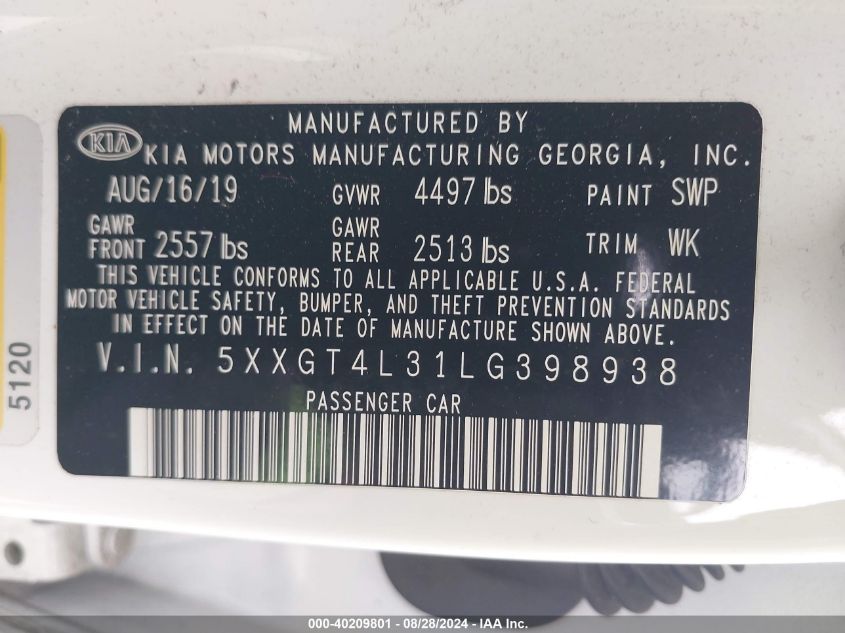 MANUFACTURED BY
KIA KIA MOTORS MANUFACTURING GEORGIA, INC.
AUG/16/19 GVWR 4497 lbs PAINT SWP
GAWR FRONT 2557 lbs GAWR REAR 2513 lbs TRIM WK
THIS VEHICLE CONFORMS TO ALL APPLICABLE U.S.A. FEDERAL
MOTOR VEHICLE SAFETY, BUMPER, AND THEFT PREVENTION STANDARDS
IN EFFECT ON THE DATE OF MANUFACTURE SHOWN ABOVE.
V.I.N. 5XXGT4L31LG398938
PASSENGER CAR
5120
000-40209801 / 08/28/2024 / IAA, Inc.